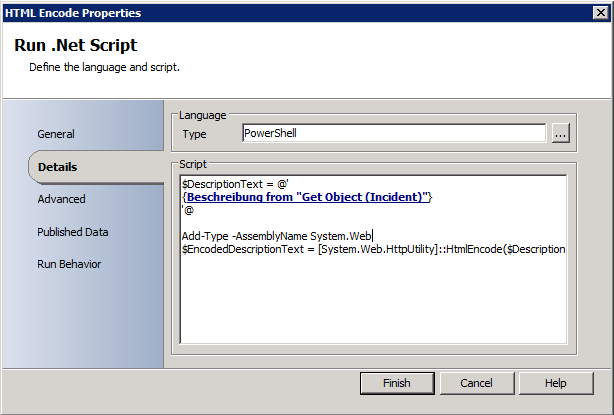 HTML Encode Properties
Run .Net Script
Define the language and script.
General
Details
Advanced
Published Data
Run Behavior
Language
Type
PowerShell
...
Script
$DescriptionText = @'
{Beschreibung from "Get Object (Incident)"}
'@
Add-Type -AssemblyName System.Web
$EncodedDescriptionText = [System.Web.HttpUtility]::HtmlEncode($Description
Finish
Cancel
Help